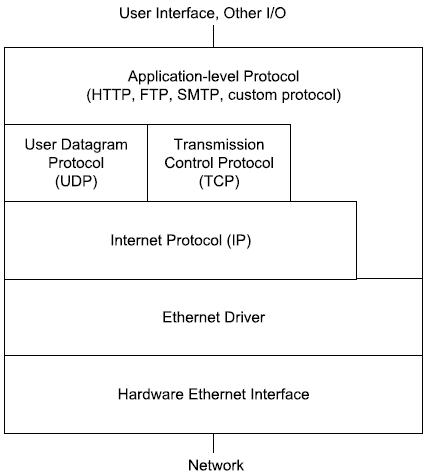 User Interface, Other I/O
Application-level Protocol
(HTTP, FTP, SMTP, custom protocol)
User Datagram
Protocol
(UDP)
Transmission
Control Protocol
(TCP)
Internet Protocol (IP)
Ethernet Driver
Hardware Ethernet Interface
Network